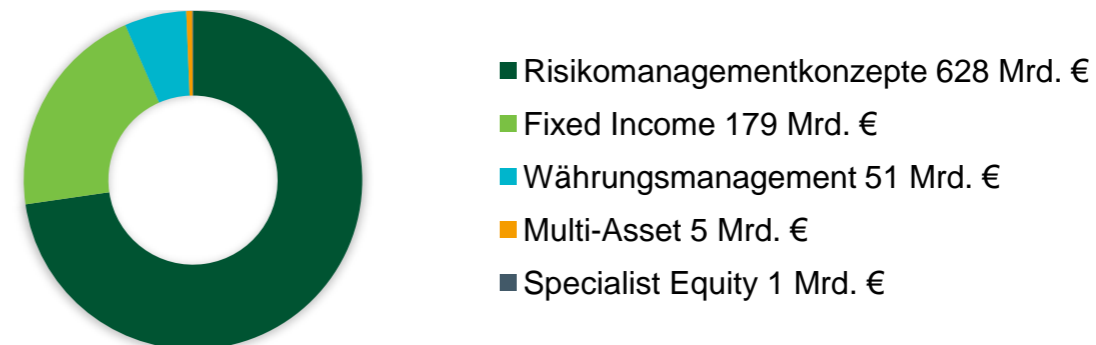 Risikomanagementkonzepte 628 Mrd. €
Fixed Income 179 Mrd. €
Währungsmanagement 51 Mrd. €
Multi-Asset 5 Mrd. €
Specialist Equity 1 Mrd. €